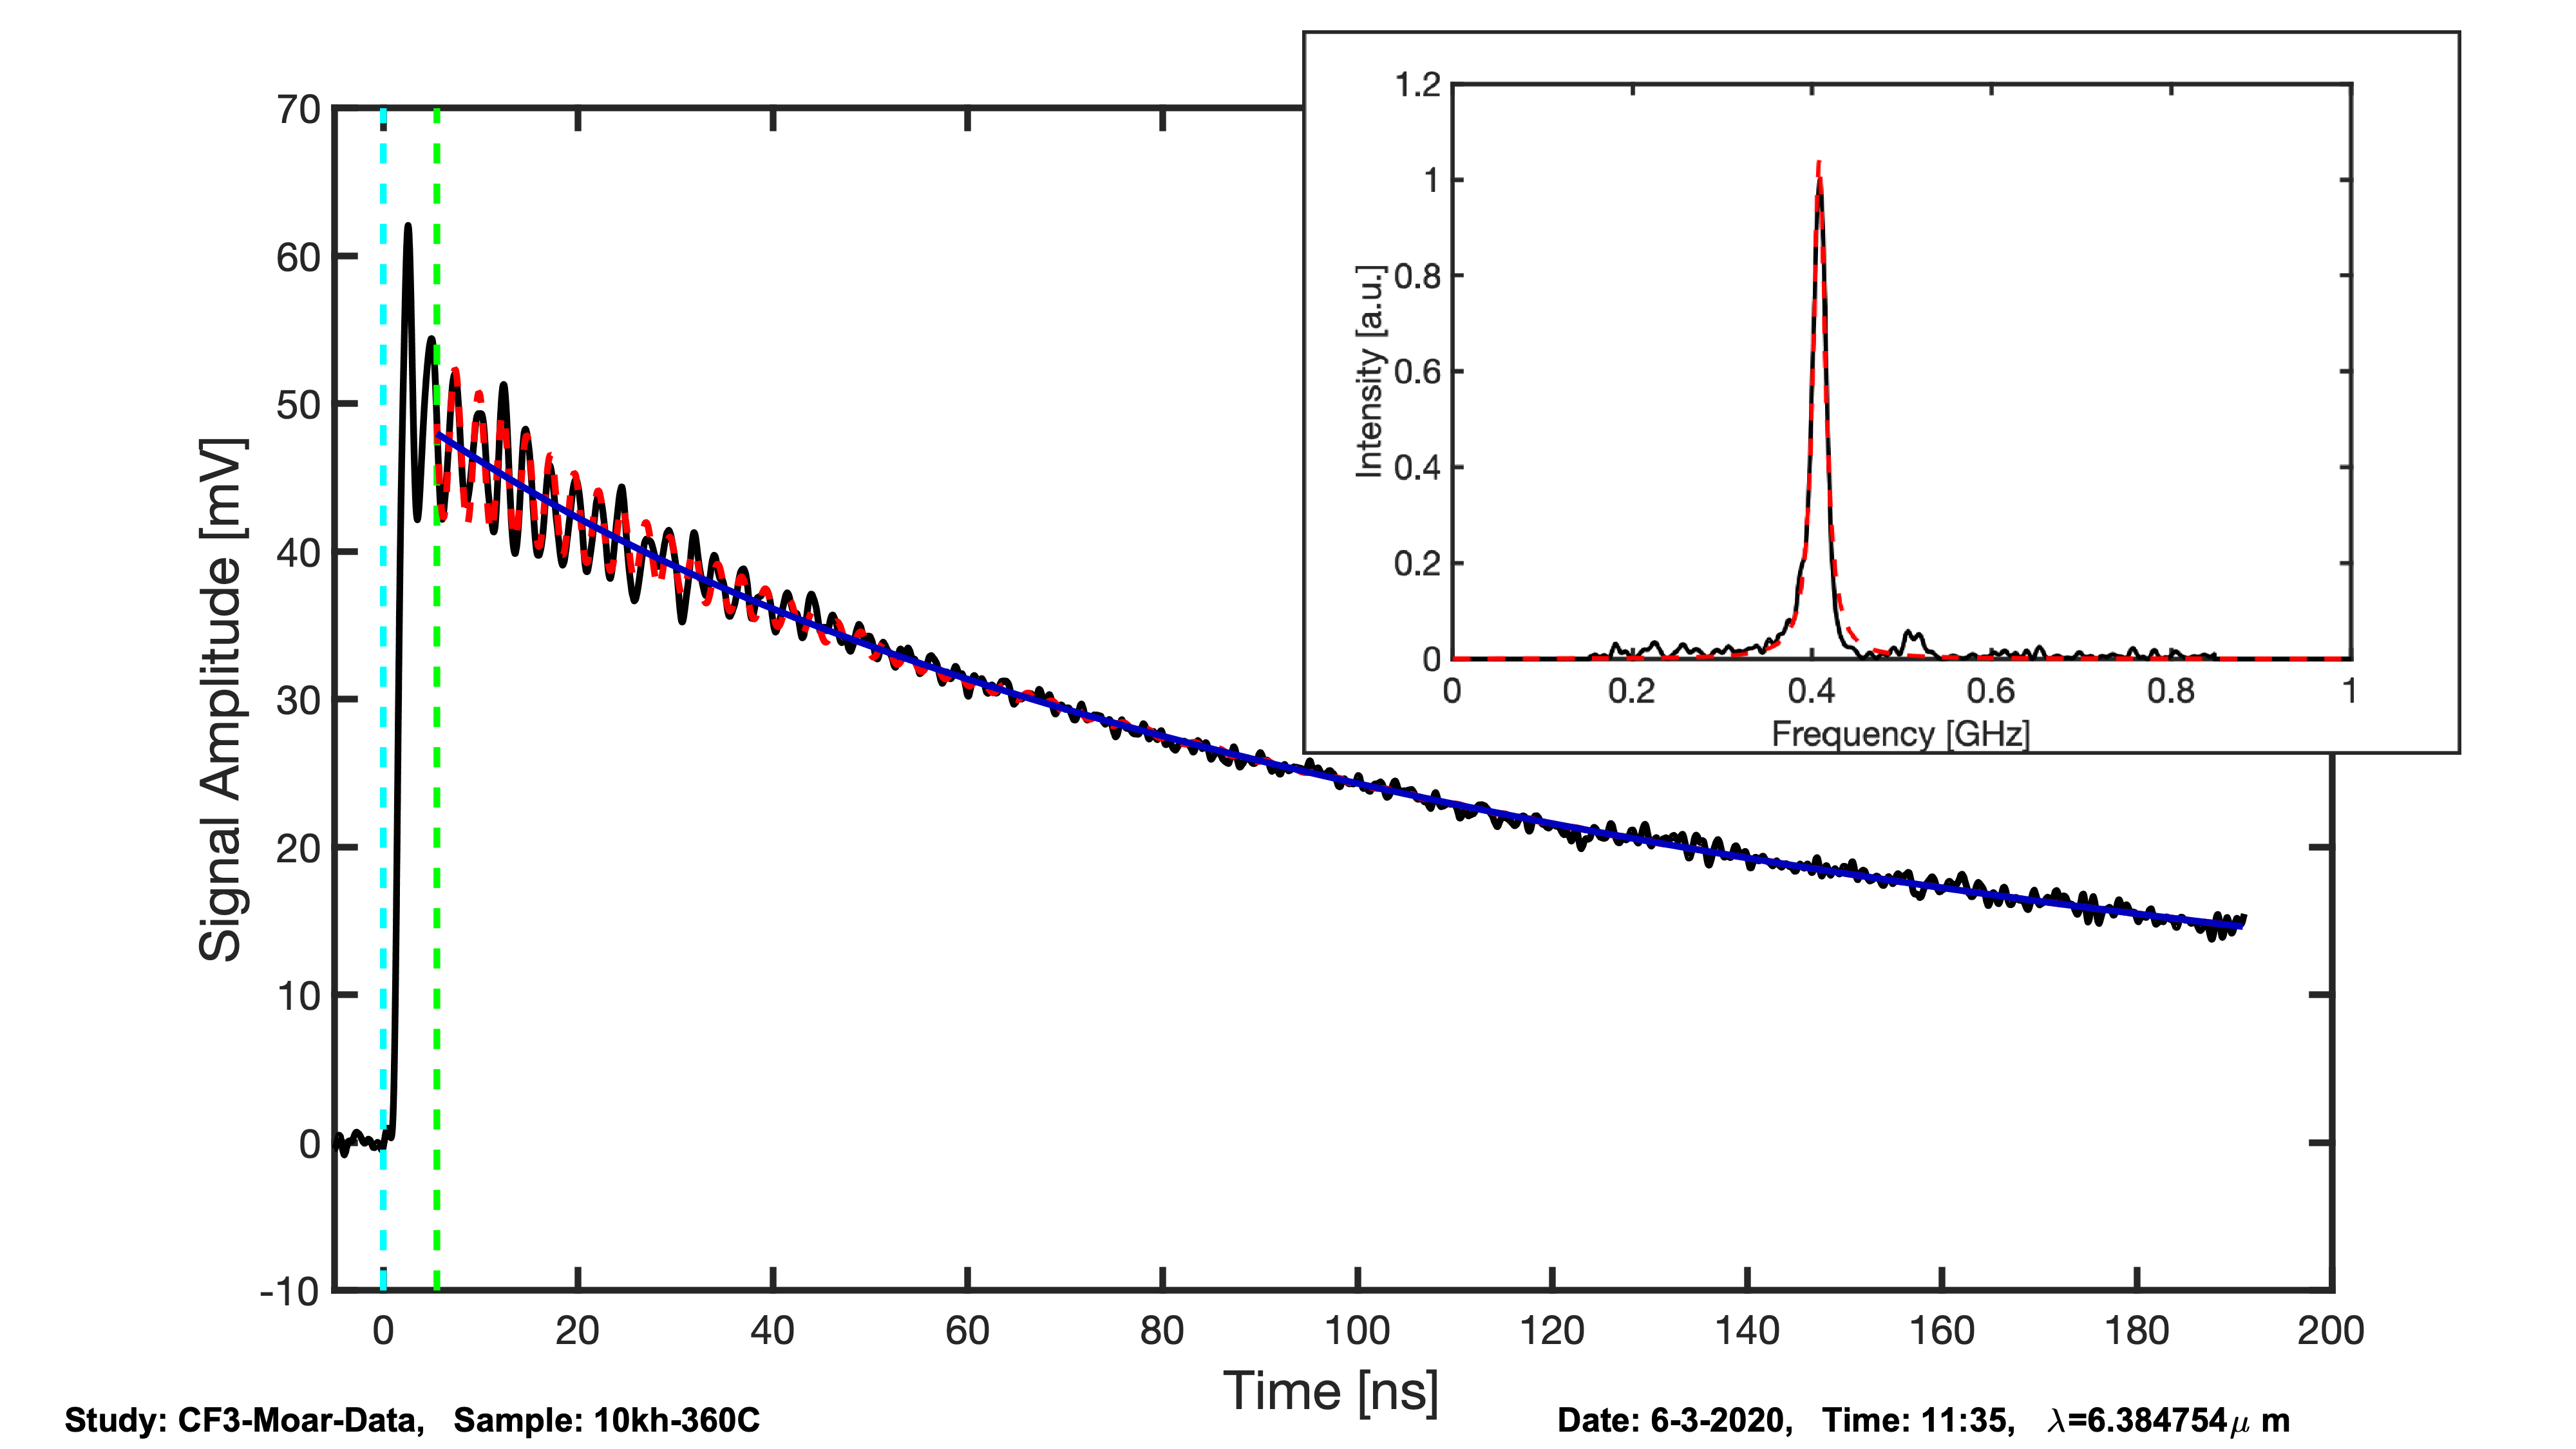 70
60
50
40
30
20
10
0
-10
Signal Amplitude [mV]
0 20 40 60 80 100 120 140 160 180 200
Time [ns]
1.2
1
0.8
0.6
0.4
0.2
0
Intensity [a.u.]
0 0.2 0.4 0.6 0.8 1
Frequency [GHz]
Study: CF3-Moar-Data, Sample: 10kh-360C
Date: 6-3-2020, Time: 11:35, λ=6.384754μ m